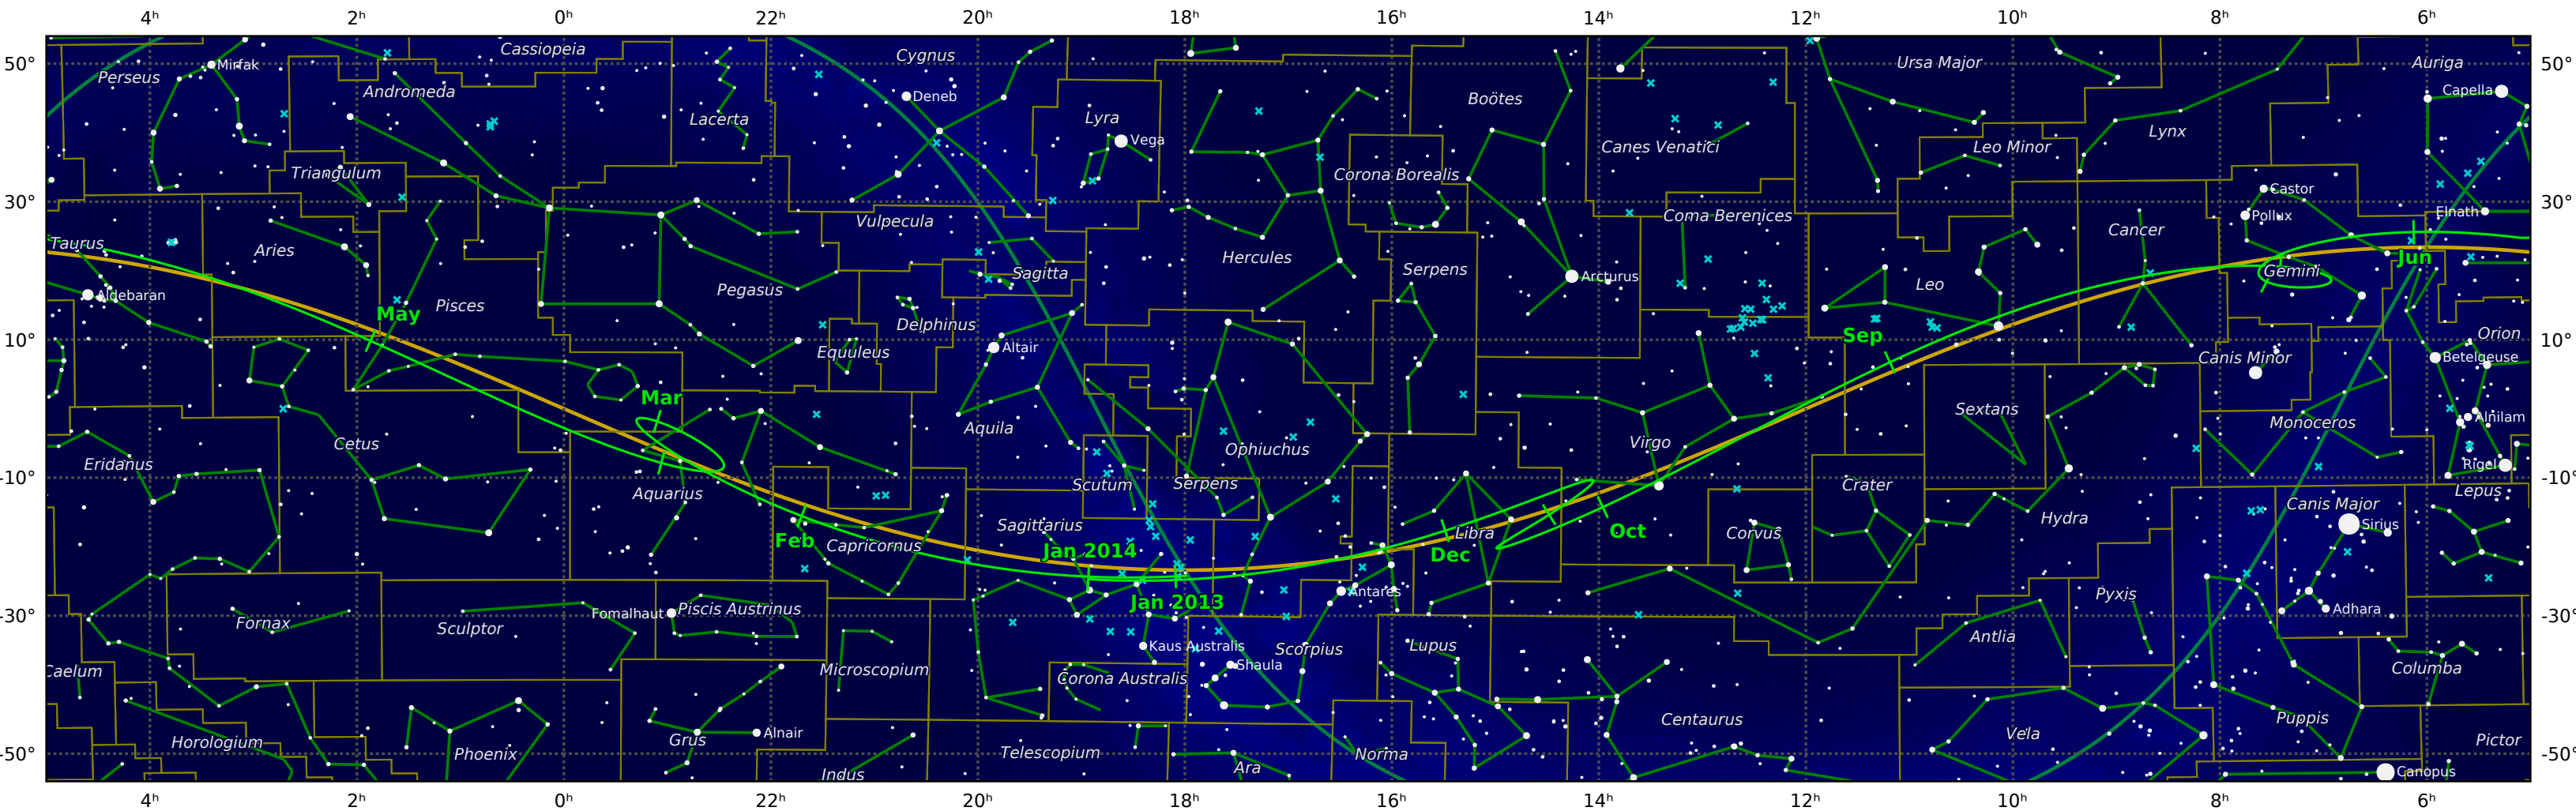 4ʰ 2ʰ 0ʰ 22ʰ 20ʰ 18ʰ 16ʰ 14ʰ 12ʰ 10ʰ 8ʰ 6ʰ
Cassiopeia Cygnus
50° Perseus Mirfak Ursa Major Auriga 50°
Andromeda Deneb Boötes Capella
Lacerta Lyra Vega Canes Venatici Leo Minor Lynx
Triangulum Corona Borealis
30° Castor 30°
Vulpecula Coma Berenices Pollux Elnath
Taurus Aries Hercules Cancer Jun
Sagitta Serpens Arcturus Gemini
Aldebaran Pegasus Leo
May Pisces
10° Delphinus Altair Sep Orion 10°
Equuleus Canis Minor Betelgeuse
Mar Sextans
Cetus Aquila Virgo Monoceros Alnilam
Eridanus Ophiuchus Rigel
-10° Aquarius Scutum Serpens Crater Lepus -10°
Feb Capricornus Sagittarius Libra Oct Corvus Hydra Canis Major Sirius
Jan 2014 Dec
Jan 2013 Antares Pyxis
-30° Fornax Sculptor Fomalhaut Piscis Austrinus Adhara -30°
Kaus Australis Scorpius Lupus Antlia
Caelum Microscopium Corona Australis Shaula Columba
Horologium Phoenix Grus Alnair Centaurus Vela Puppis
-50° Telescopium Norma Pictor -50°
Indus Ara Canopus
4ʰ 2ʰ 0ʰ 22ʰ 20ʰ 18ʰ 16ʰ 14ʰ 12ʰ 10ʰ 8ʰ 6ʰ